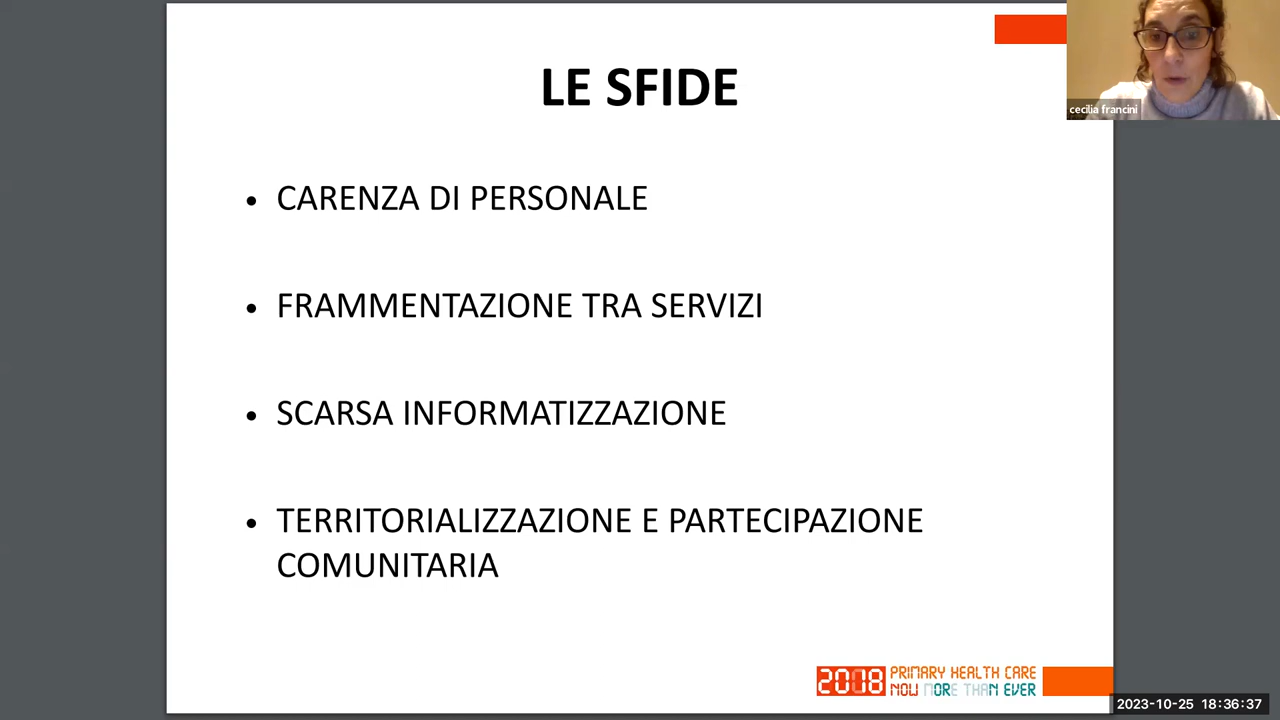 LE SFIDE
cecilia francini
• CARENZA DI PERSONALE
• FRAMMENTAZIONE TRA SERVIZI
• SCARSA INFORMATIZZAZIONE
• TERRITORIALIZZAZIONE E PARTECIPAZIONE
COMUNITARIA
2008 PRIMARY HEALTH CARE
NOW MORE THAN EVER
2023-10-25 18:36:37